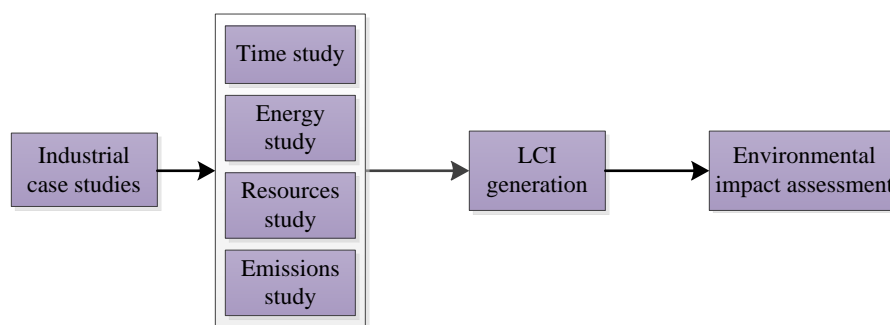 Industrial
case studies
Time study
Energy
study
Resources
study
Emissions
study
LCI
generation
Environmental
impact assessment